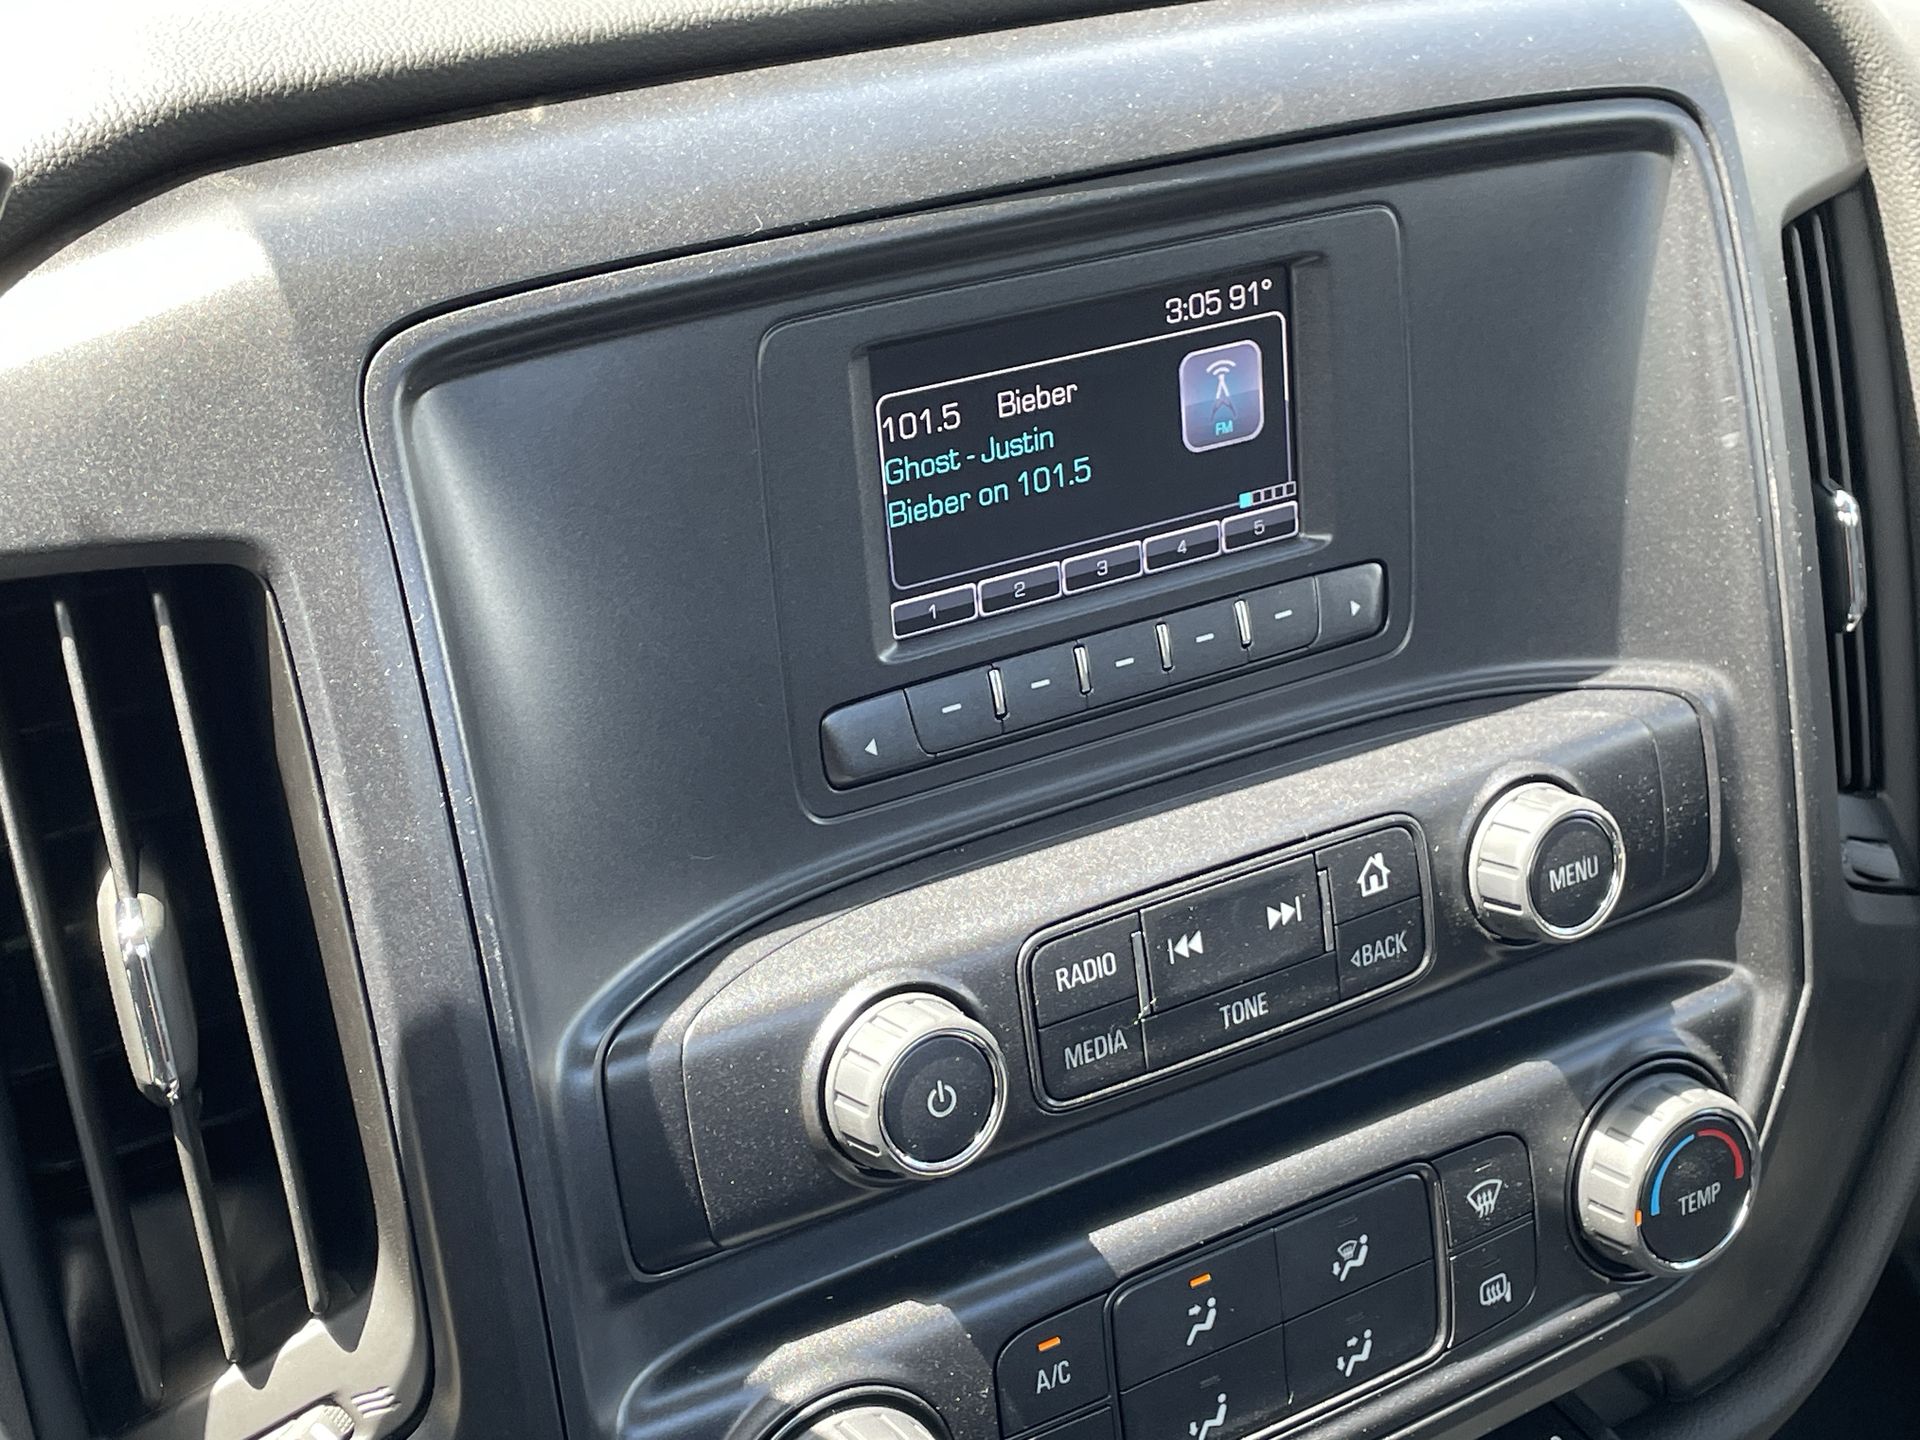 3:05 91°
101.5 Bieber
FM
Ghost - Justin
Bieber on 101.5
1 2 3 4 5
MENU
RADIO
◃BACK
MEDIA
TONE
TEMP
A/C